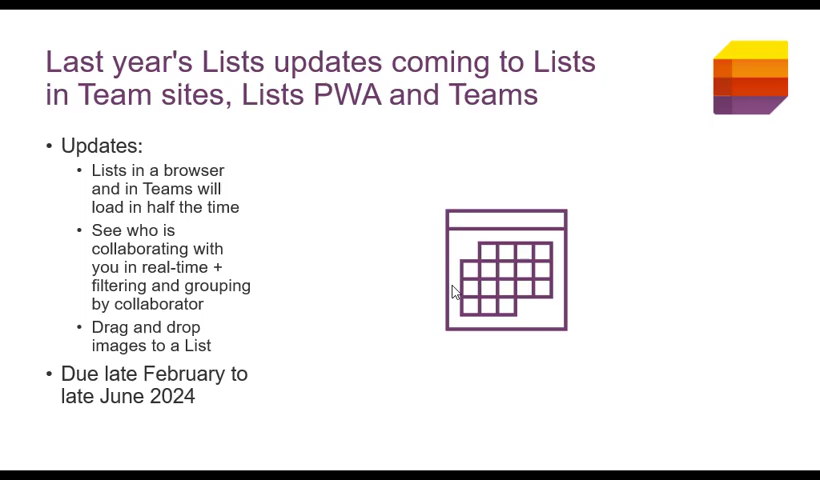 Last year's Lists updates coming to Lists
in Team sites, Lists PWA and Teams
• Updates:
• Lists in a browser
and in Teams will
load in half the time
• See who is
collaborating with
you in real-time +
filtering and grouping
by collaborator
• Drag and drop
images to a List
• Due late February to
late June 2024